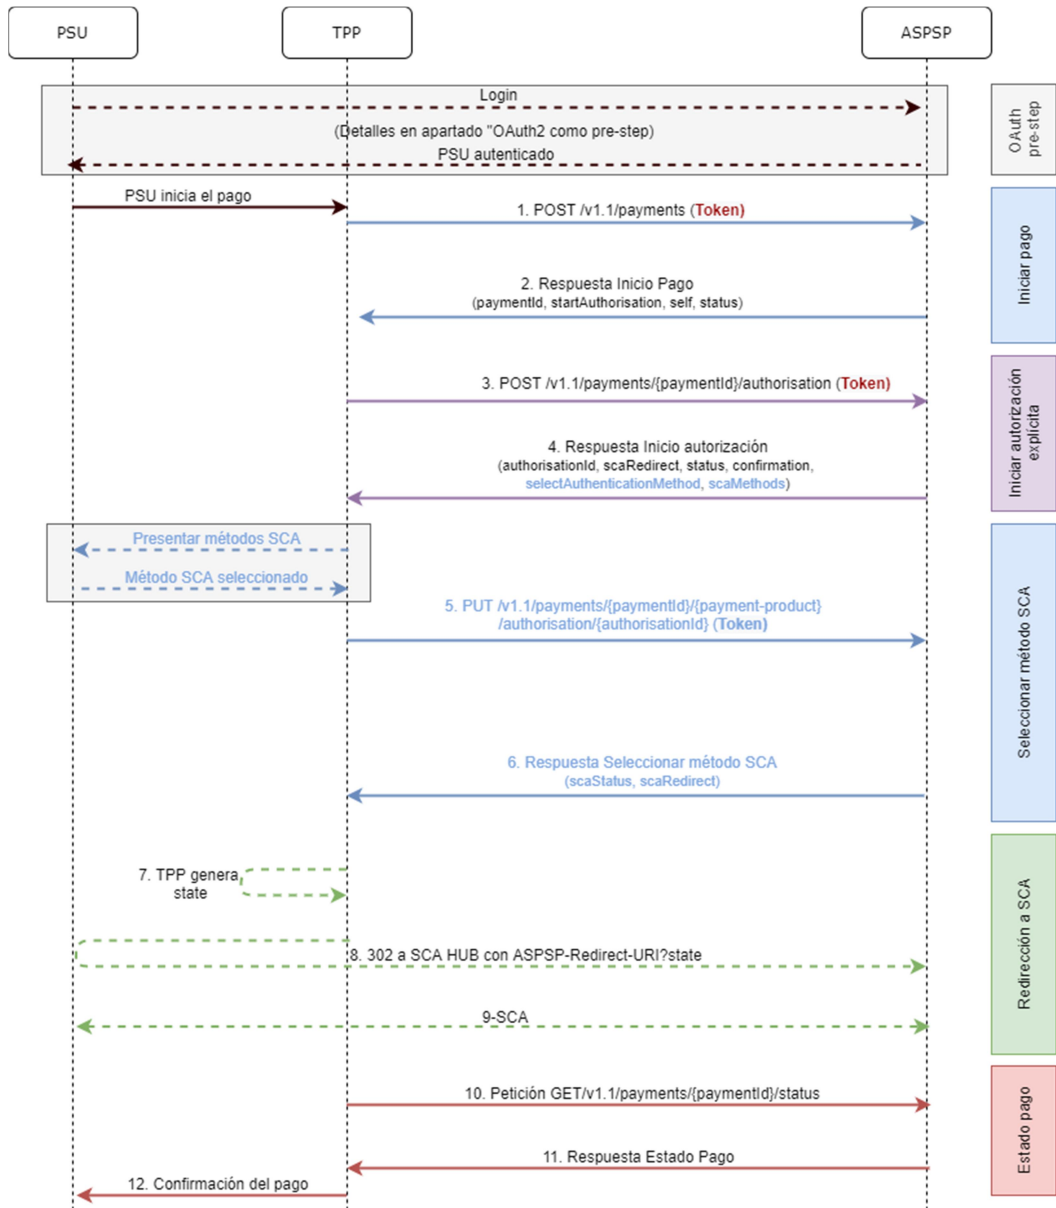 PSU
TPP
ASPSP
Login
(Detalles en apartado "OAuth2 como pre-step)
PSU autenticado
OAuth
pre-step
PSU inicia el pago
1. POST /v1.1/payments (Token)
2. Respuesta Inicio Pago
(paymentId, startAuthorisation, self, status)
Iniciar pago
3. POST /v1.1/payments/{paymentId}/authorisation (Token)
4. Respuesta Inicio autorización
(authorisationId, scaRedirect, status, confirmation,
selectAuthenticationMethod, scaMethods)
Iniciar autorización
explícita
Presentar métodos SCA
Método SCA seleccionado
5. PUT /v1.1/payments/{paymentId}/{payment-product}
/authorisation/{authorisationId} (Token)
6. Respuesta Seleccionar método SCA
(scaStatus, scaRedirect)
Seleccionar método SCA
7. TPP genera
state
8. 302 a SCA HUB con ASPSP-Redirect-URI?state
9-SCA
Redirección a SCA
10. Petición GET/v1.1/payments/{paymentId}/status
11. Respuesta Estado Pago
12. Confirmación del pago
Estado pago